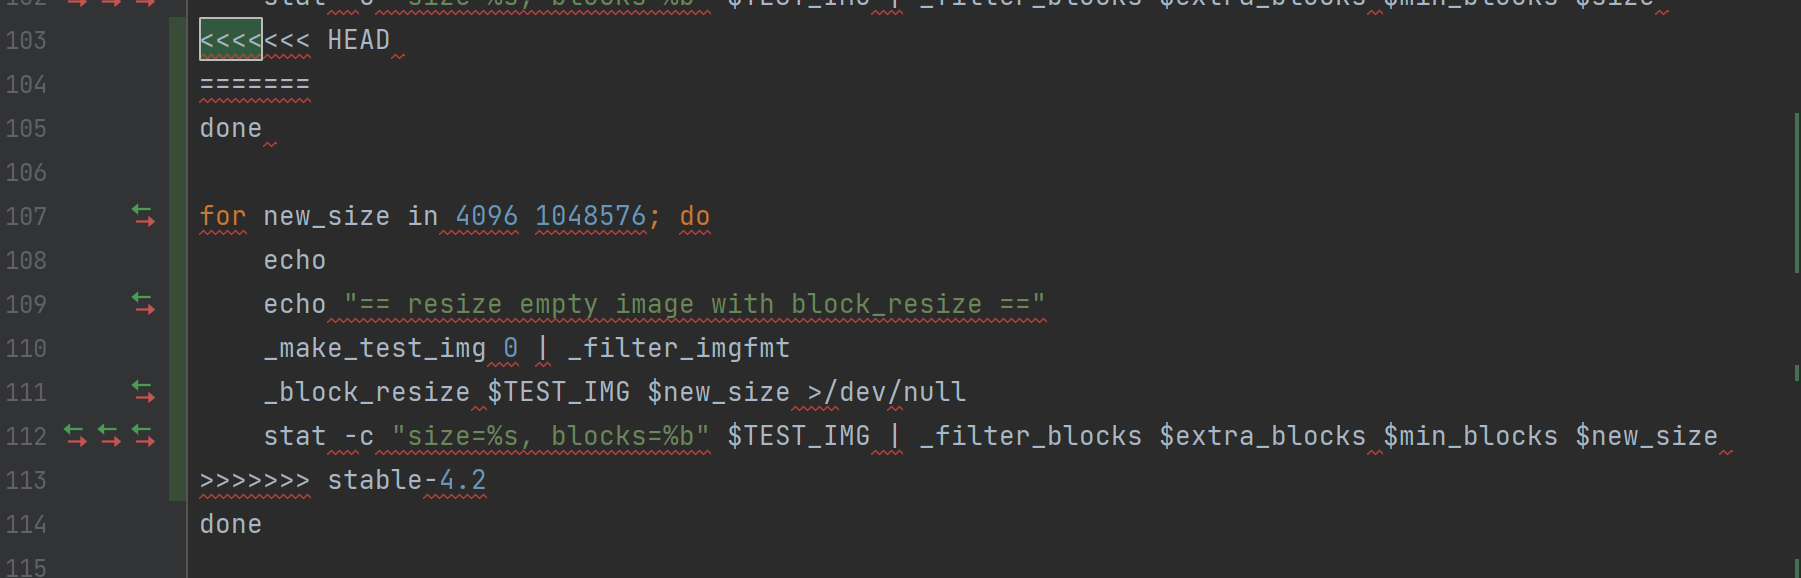 102 stat -c "size=%s, blocks=%b" $TEST_IMG | _filter_blocks $extra_blocks $min_blocks $size
103 <<<<<<< HEAD
104 =======
105 done
106
107 for new_size in 4096 1048576; do
108 echo
109 echo "== resize empty image with block_resize =="
110 _make_test_img 0 | _filter_imgfmt
111 _block_resize $TEST_IMG $new_size >/dev/null
112 stat -c "size=%s, blocks=%b" $TEST_IMG | _filter_blocks $extra_blocks $min_blocks $new_size
113 >>>>>>> stable-4.2
114 done
115